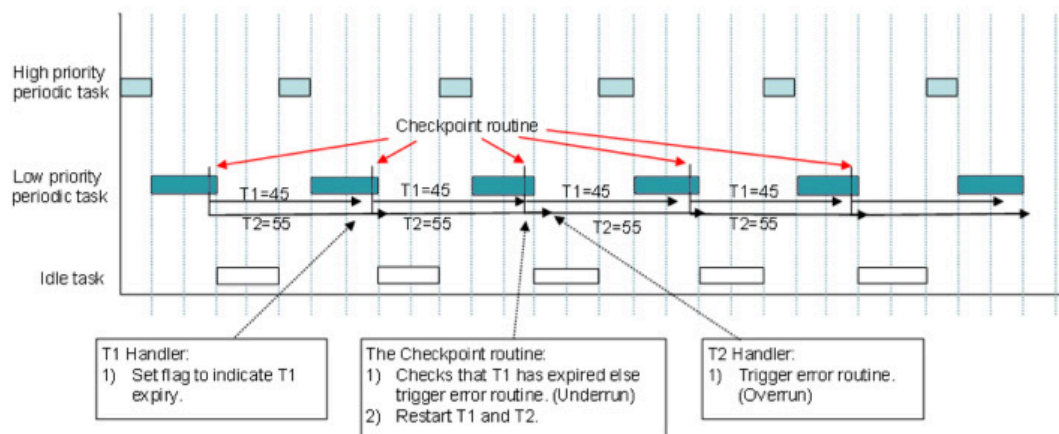 High priority
periodic task
Checkpoint routine
Low priority
periodic task
T1=45
T1=45
T1=45
T1=45
T2=55
T2=55
T2=55
T2=55
Idle task
T1 Handler:
1) Set flag to indicate T1
expiry.
The Checkpoint routine:
1) Checks that T1 has expired else
trigger error routine. (Underrun)
2) Restart T1 and T2.
T2 Handler:
1) Trigger error routine.
(Overrun)